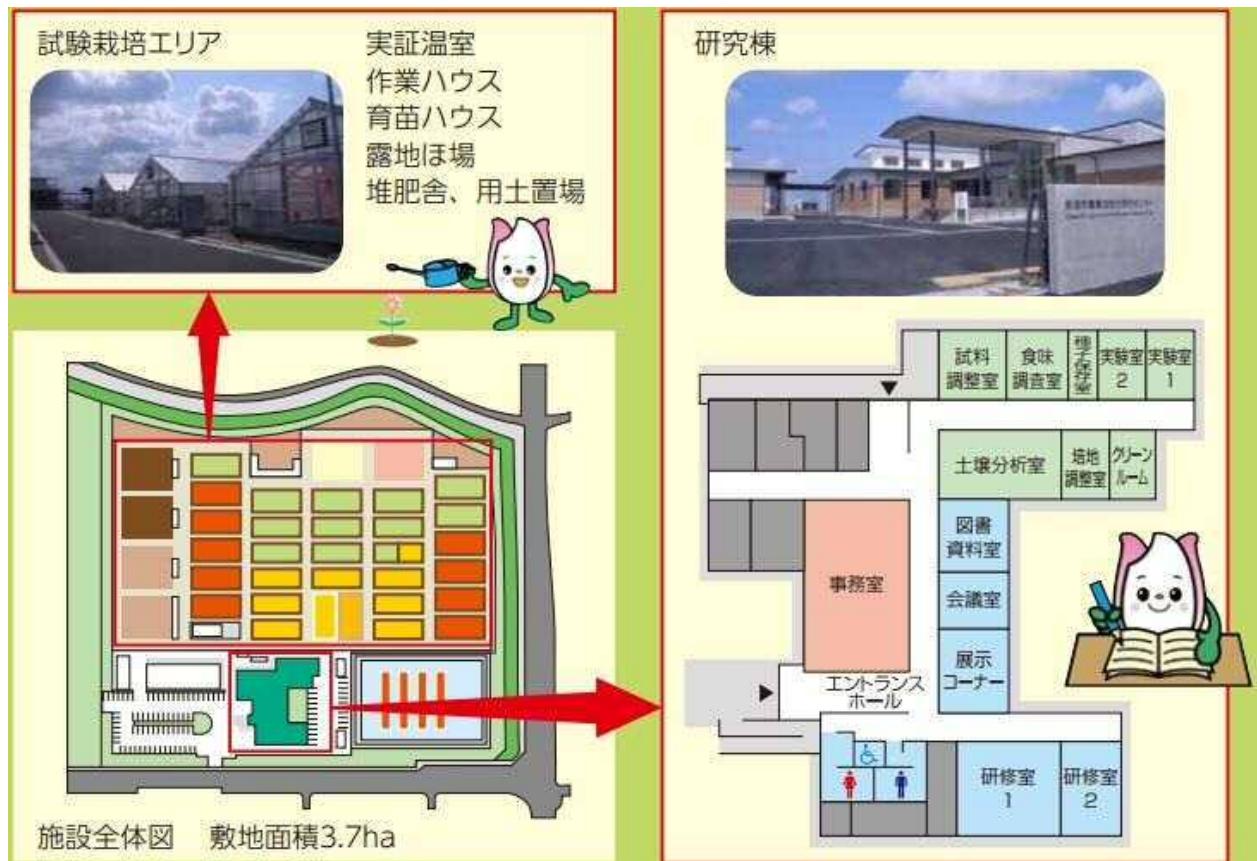 試験栽培エリア
実証温室
作業ハウス
育苗ハウス
露地ほ場
堆肥舎、用土置場
施設全体図　敷地面積3.7ha
研究棟
試料
調整室
食味
調査室
種子保存室
実験室
2
実験室
1
土壌分析室
培地
調整室
クリーン
ルーム
図書
資料室
事務室
会議室
展示
コーナー
エントランス
ホール
研修室
1
研修室
2